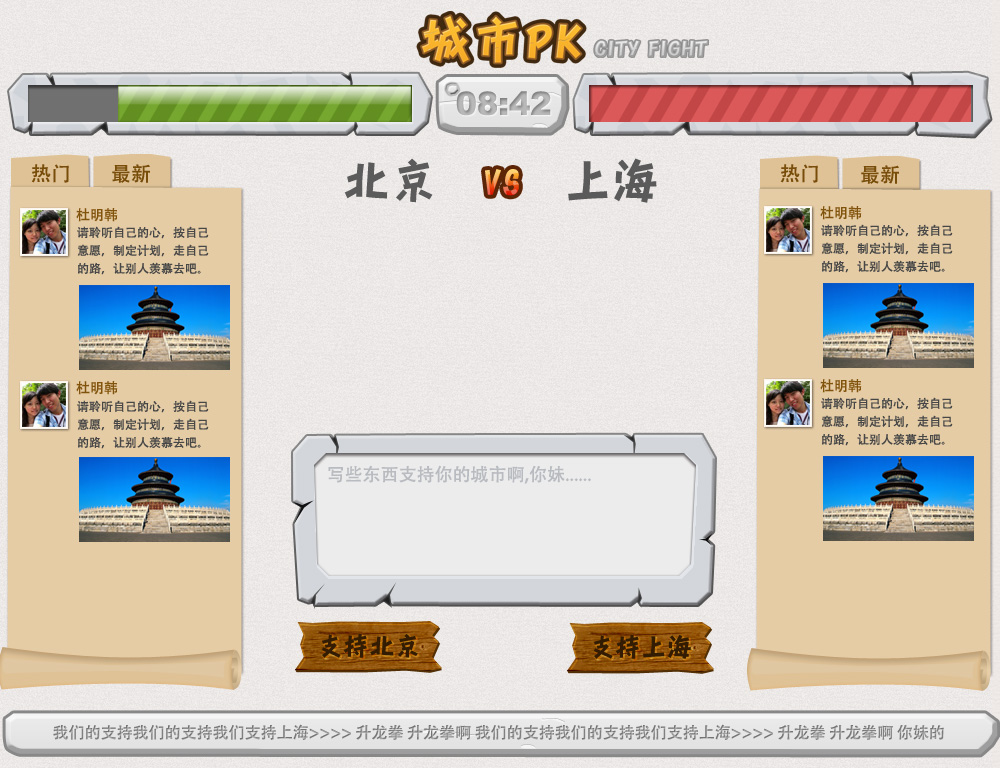 城市PK CITY FIGHT
08:42
热门 最新
北京 VS 上海
热门 最新
杜明韩
请聆听自己的心，按自己
意愿，制定计划，走自己
的路，让别人羡慕去吧。
杜明韩
请聆听自己的心，按自己
意愿，制定计划，走自己
的路，让别人羡慕去吧。
杜明韩
请聆听自己的心，按自己
意愿，制定计划，走自己
的路，让别人羡慕去吧。
杜明韩
请聆听自己的心，按自己
意愿，制定计划，走自己
的路，让别人羡慕去吧。
写些东西支持你的城市啊,你妹......
支持北京
支持上海
我们的支持我们的支持我们支持上海>>>> 升龙拳 升龙拳啊 我们的支持我们的支持我们支持上海>>>> 升龙拳 升龙拳啊 你妹的